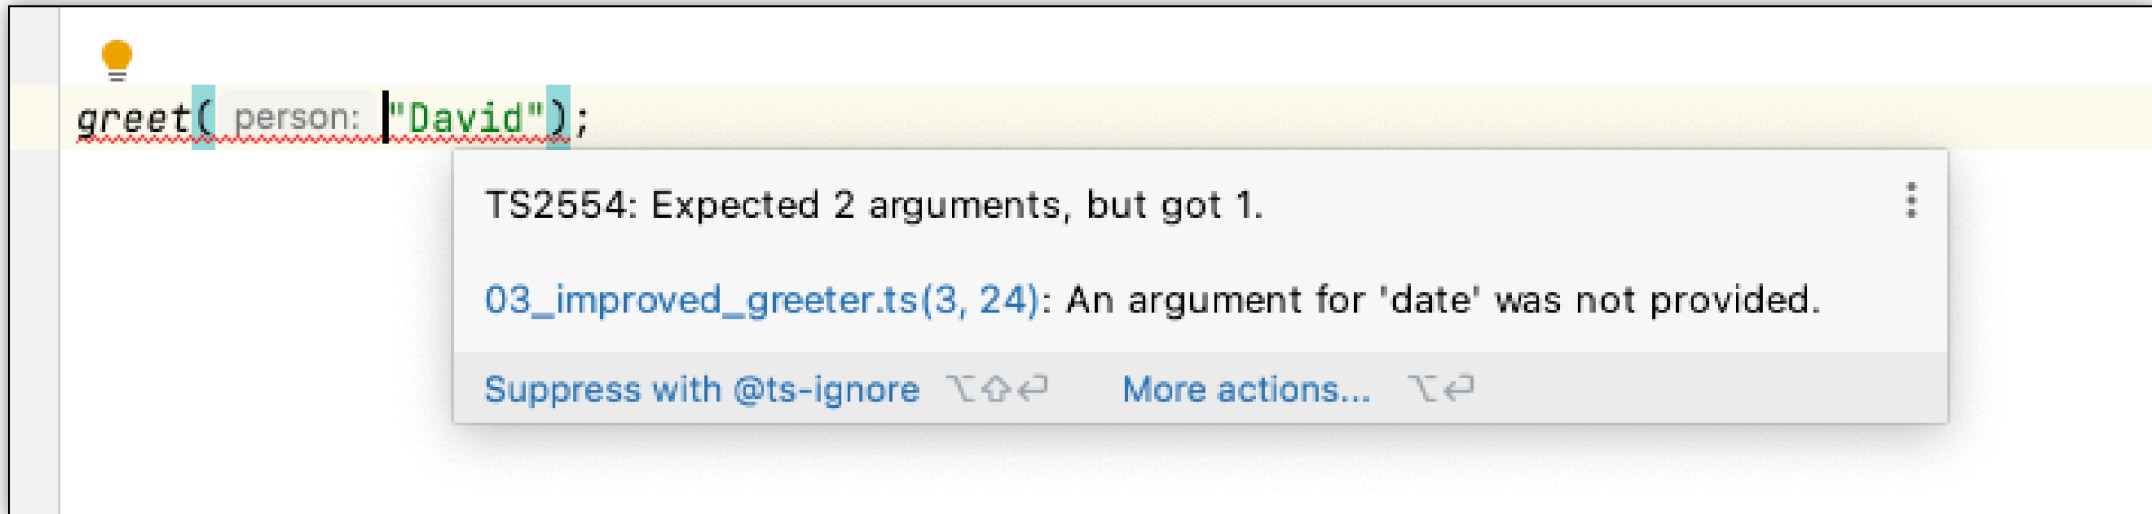 greet( person: "David");
TS2554: Expected 2 arguments, but got 1.
03_improved_greeter.ts(3, 24): An argument for 'date' was not provided.
Suppress with @ts-ignore ⌥⇧⏎ More actions... ⌥⏎